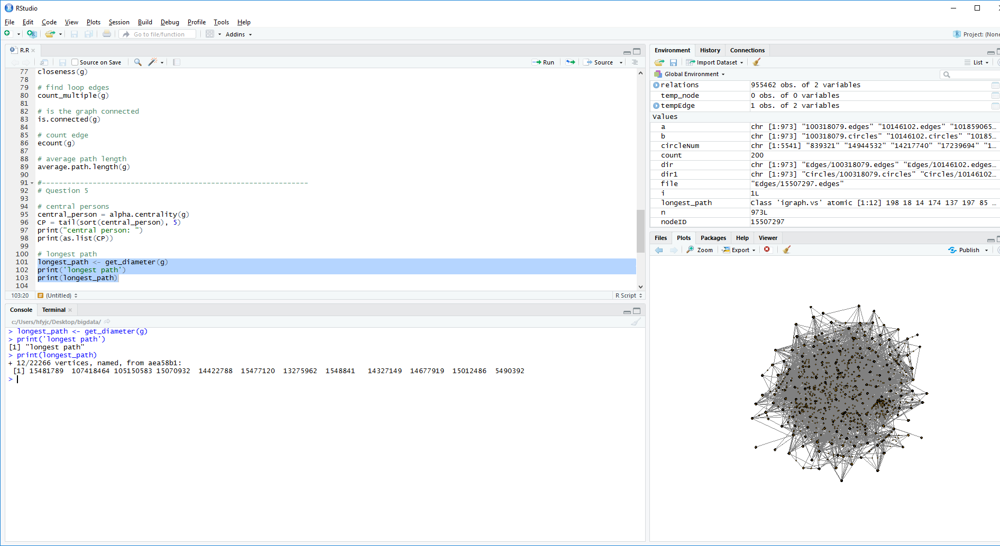 RStudio
File Edit Code View Plots Session Build Debug Profile Tools Help
Go to file/function Addins Project: (None
R.R
Source on Save Run Source
77 closeness(g)
78
79 # find loop edges
80 count_multiple(g)
81
82 # is the graph connected
83 is.connected(g)
84
85 # count edge
86 ecount(g)
87
88 # average path length
89 average.path.length(g)
90
91 #---------------------------------------------------------------
92 # Question 5
93
94 # central persons
95 central_person = alpha.centrality(g)
96 CP = tail(sort(central_person), 5)
97 print("central person: ")
98 print(as.list(CP))
99
100 # longest path
101 longest_path <- get_diameter(g)
102 print('longest path')
103 print(longest_path)
104
103:20 # (Untitled) R Script
Console Terminal
c:/Users/hfyjc/Desktop/bigdata/
> longest_path <- get_diameter(g)
> print('longest path')
[1] "longest path"
> print(longest_path)
+ 12/22266 vertices, named, from aea58b1:
[1] 15481789 107418464 105150583 15070932 14422788 15477120 13275962 1548841 14327149 14677919 15012486 5490392
>
Environment History Connections
Import Dataset List
Global Environment
relations 955462 obs. of 2 variables
temp_node 0 obs. of 0 variables
tempEdge 1 obs. of 2 variables
Values
a chr [1:973] "100318079.edges" "10146102.edges" "101859065…
b chr [1:973] "100318079.circles" "10146102.circles" "10185…
circleNum chr [1:5541] "839321" "14944532" "14217740" "17239694" "1…
count 200
dir chr [1:973] "Edges/100318079.edges" "Edges/10146102.edges…
dir1 chr [1:973] "Circles/100318079.circles" "Circles/10146102…
file "Edges/15507297.edges"
i 1L
longest_path Class 'igraph.vs' atomic [1:12] 198 18 14 174 137 197 85 …
n 973L
nodeID 15507297
Files Plots Packages Help Viewer
Zoom Export Publish